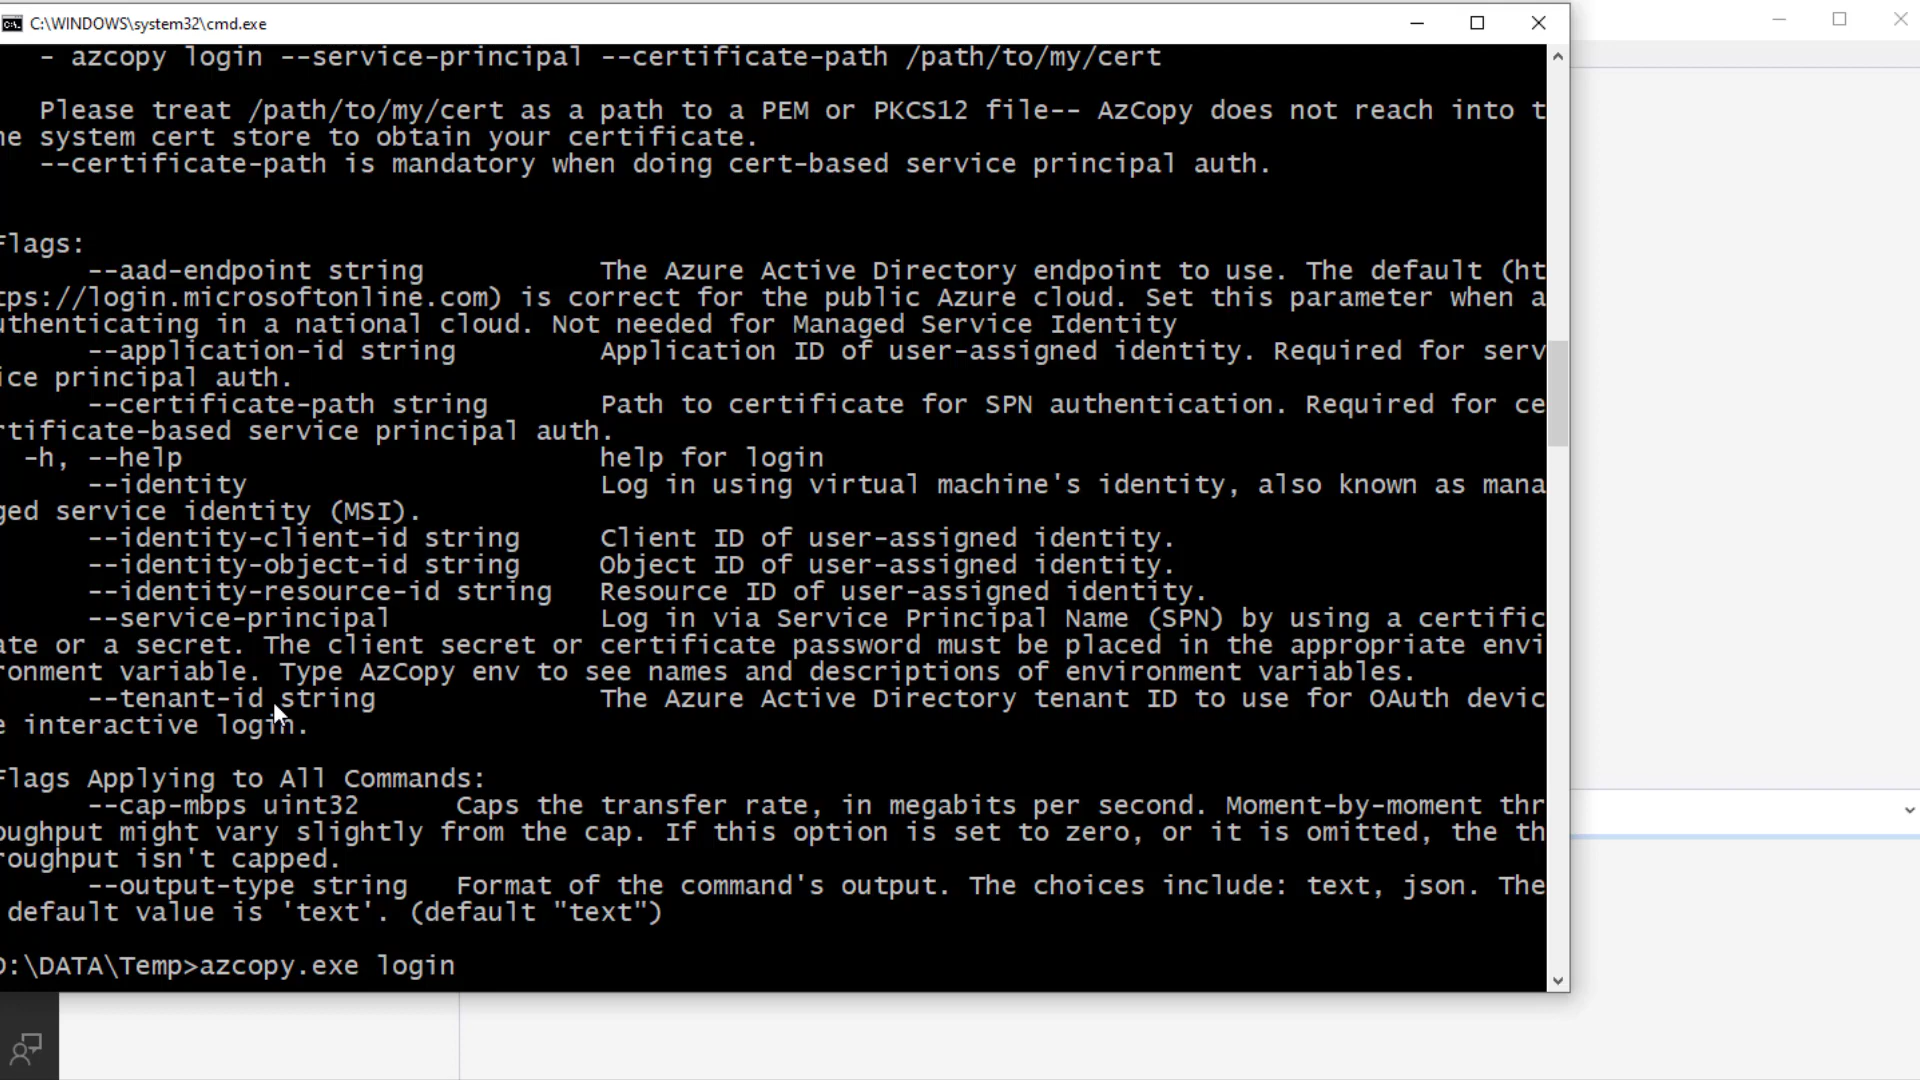 C:\WINDOWS\system32\cmd.exe
- azcopy login --service-principal --certificate-path /path/to/my/cert
Please treat /path/to/my/cert as a path to a PEM or PKCS12 file-- AzCopy does not reach into t
he system cert store to obtain your certificate.
--certificate-path is mandatory when doing cert-based service principal auth.
Flags:
--aad-endpoint string The Azure Active Directory endpoint to use. The default (ht
tps://login.microsoftonline.com) is correct for the public Azure cloud. Set this parameter when a
uthenticating in a national cloud. Not needed for Managed Service Identity
--application-id string Application ID of user-assigned identity. Required for serv
ice principal auth.
--certificate-path string Path to certificate for SPN authentication. Required for ce
rtificate-based service principal auth.
-h, --help help for login
--identity Log in using virtual machine's identity, also known as mana
ged service identity (MSI).
--identity-client-id string Client ID of user-assigned identity.
--identity-object-id string Object ID of user-assigned identity.
--identity-resource-id string Resource ID of user-assigned identity.
--service-principal Log in via Service Principal Name (SPN) by using a certific
ate or a secret. The client secret or certificate password must be placed in the appropriate envi
ronment variable. Type AzCopy env to see names and descriptions of environment variables.
--tenant-id string The Azure Active Directory tenant ID to use for OAuth devic
e interactive login.
Flags Applying to All Commands:
--cap-mbps uint32 Caps the transfer rate, in megabits per second. Moment-by-moment thr
oughput might vary slightly from the cap. If this option is set to zero, or it is omitted, the th
roughput isn't capped.
--output-type string Format of the command's output. The choices include: text, json. The
default value is 'text'. (default "text")
D:\DATA\Temp>azcopy.exe login